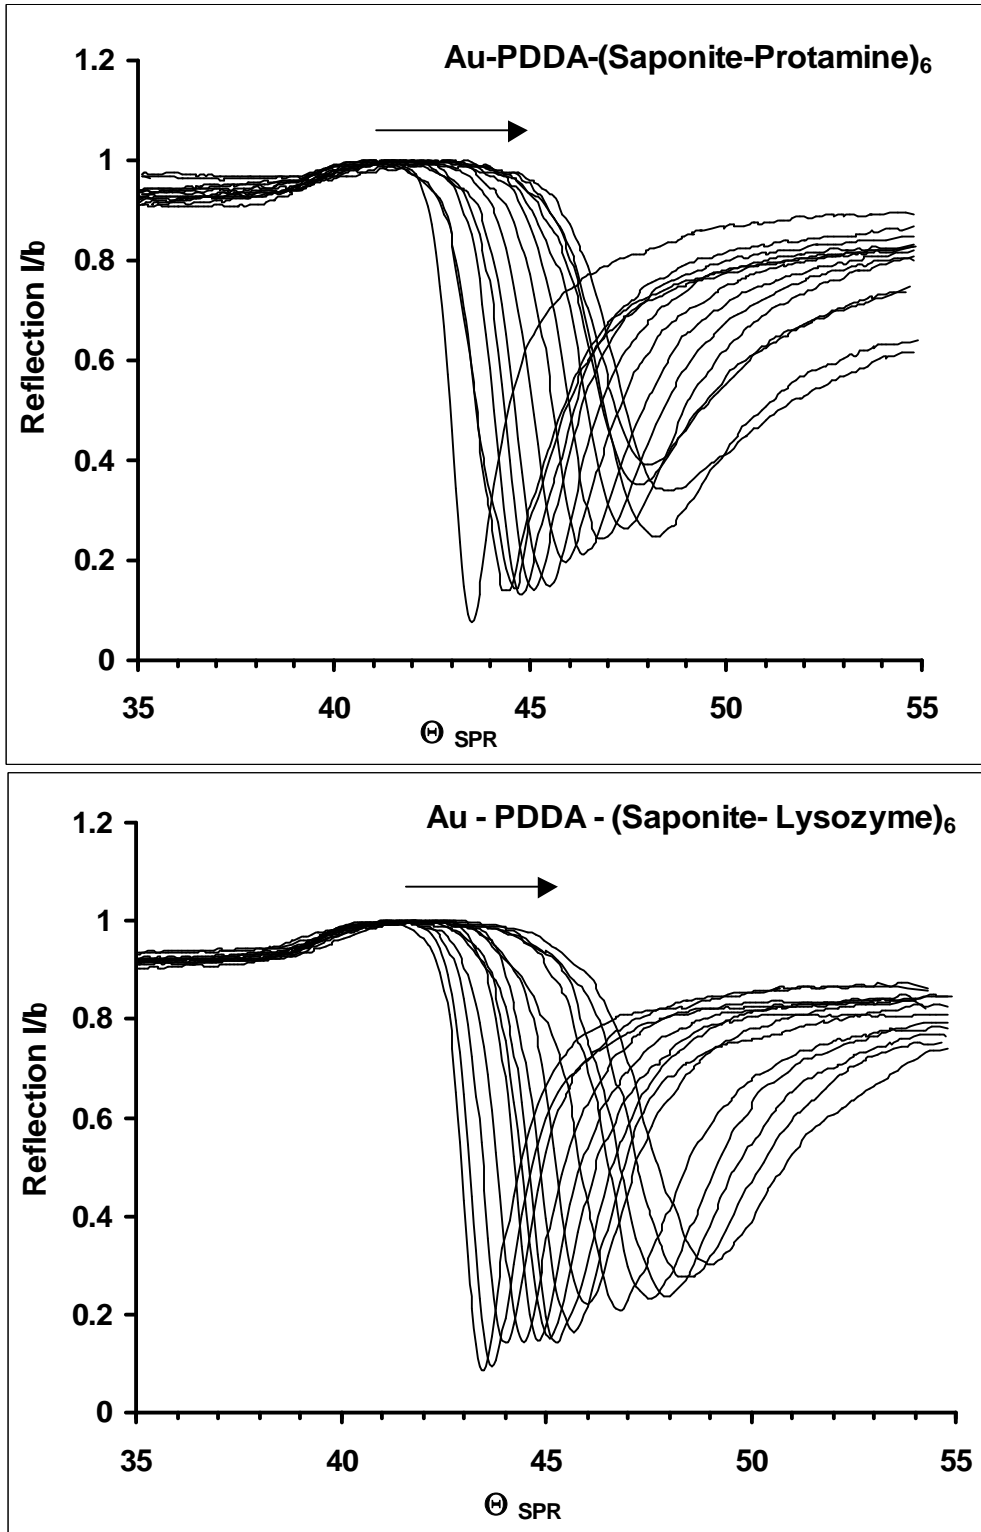 Au-PDDA-(Saponite-Protamine)6
1.2
1
0.8
0.6
0.4
0.2
0
Reflection I/b
35 40 45 50 55
Θ SPR
Au - PDDA - (Saponite- Lysozyme)6
1.2
1
0.8
0.6
0.4
0.2
0
Reflection I/b
35 40 45 50 55
Θ SPR